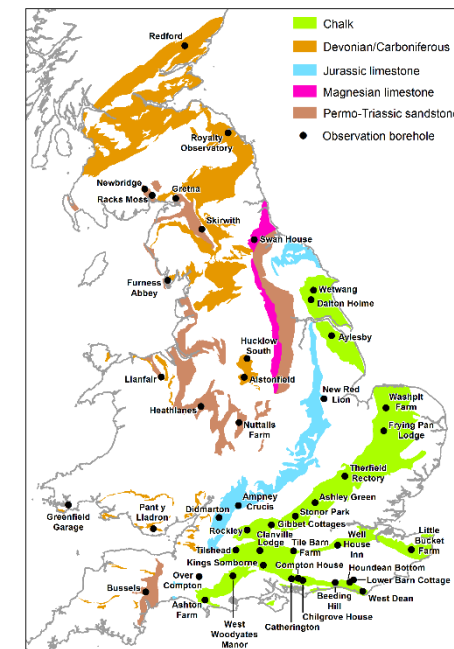 Chalk
Devonian/Carboniferous
Jurassic limestone
Magnesian limestone
Permo-Triassic sandstone
Observation borehole
Redford
Royalty
Observatory
Newbridge
Gretna
Racks Moss
Skirwith
Swan House
Furness
Abbey
Wetwang
Dalton Holme
Aylesby
Hucklow
South
Llanfair
Alstonfield
New Red
Lion
Washpit
Farm
Heathlanes
Nuttalls
Farm
Frying Pan
Lodge
Therfield
Rectory
Greenfield
Garage
Pant y
Lladron
Didmarton
Ampney
Crucis
Ashley Green
Stonor Park
Rockley
Gibbet Cottages
Clanville
Lodge
Tile Barn
Farm
Well
House
Inn
Little
Bucket
Farm
Tilshead
Kings Somborne
Compton House
Houndean Bottom
Lower Barn Cottage
Bussels
Over
Compton
Ashton
Farm
West
Woodyates
Manor
Catherington
Chilgrove House
Beeding
Hill
West Dean